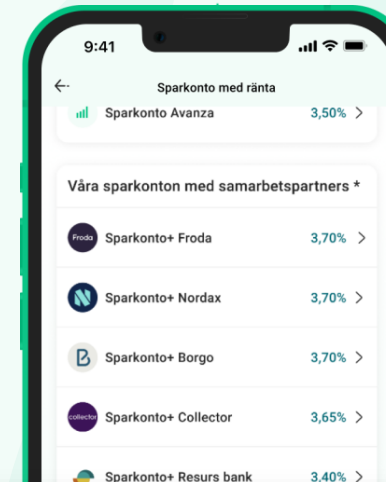 9:41
Sparkonto med ränta
Sparkonto Avanza 3,50%
Våra sparkonton med samarbetspartners *
Froda Sparkonto+ Froda 3,70%
Sparkonto+ Nordax 3,70%
Sparkonto+ Borgo 3,70%
collector Sparkonto+ Collector 3,65%
Sparkonto+ Resurs bank 3,40%